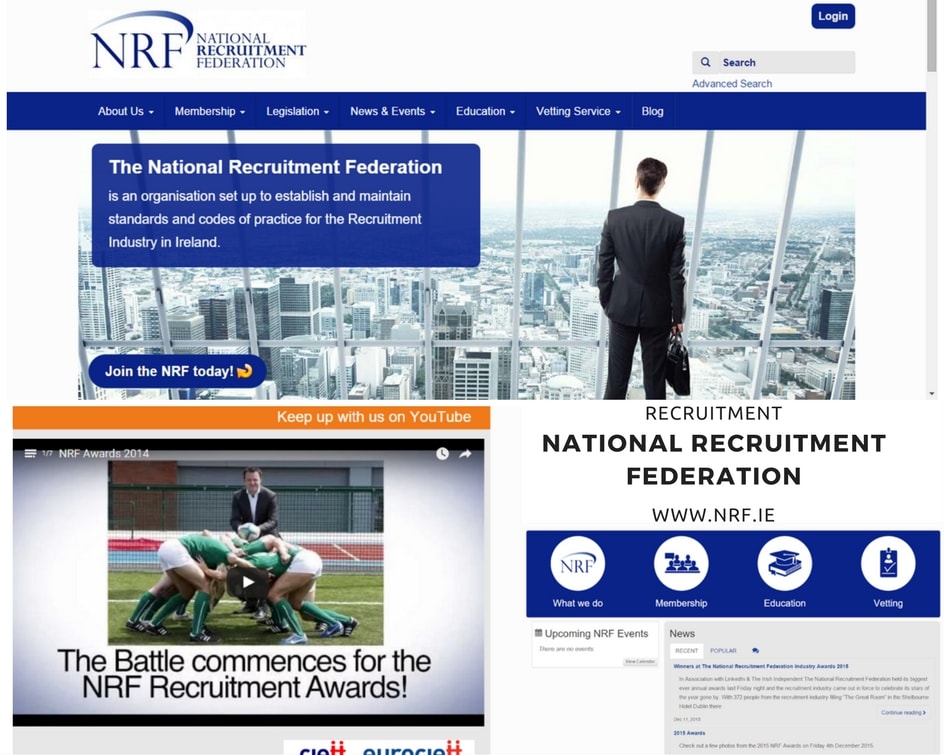 NRF NATIONAL
RECRUITMENT
FEDERATION
Login
Search
Advanced Search
About Us Membership Legislation News & Events Education Vetting Service Blog
The National Recruitment Federation
is an organisation set up to establish and maintain
standards and codes of practice for the Recruitment
Industry in Ireland.
Join the NRF today!
Keep up with us on YouTube
1/7 NRF Awards 2014
The Battle commences for the
NRF Recruitment Awards!
ciett eurociett
RECRUITMENT
NATIONAL RECRUITMENT
FEDERATION
WWW.NRF.IE
NRF
What we do Membership Education Vetting
Upcoming NRF Events
There are no events
View Calendar
News
RECENT POPULAR
Winners at The National Recruitment Federation Industry Awards 2015
In Association with LinkedIn & The Irish Independent The National Recruitment Federation held its biggest
ever annual awards last Friday night and the recruitment industry came out in force to celebrate its stars of
the year gone by. With 372 people from the recruitment industry filling "The Great Room" in the Shelbourne
Hotel Dublin there
Continue reading
Dec 11, 2015
2015 Awards
Check out a few photos from the 2015 NRF Awards on Friday 4th December 2015.